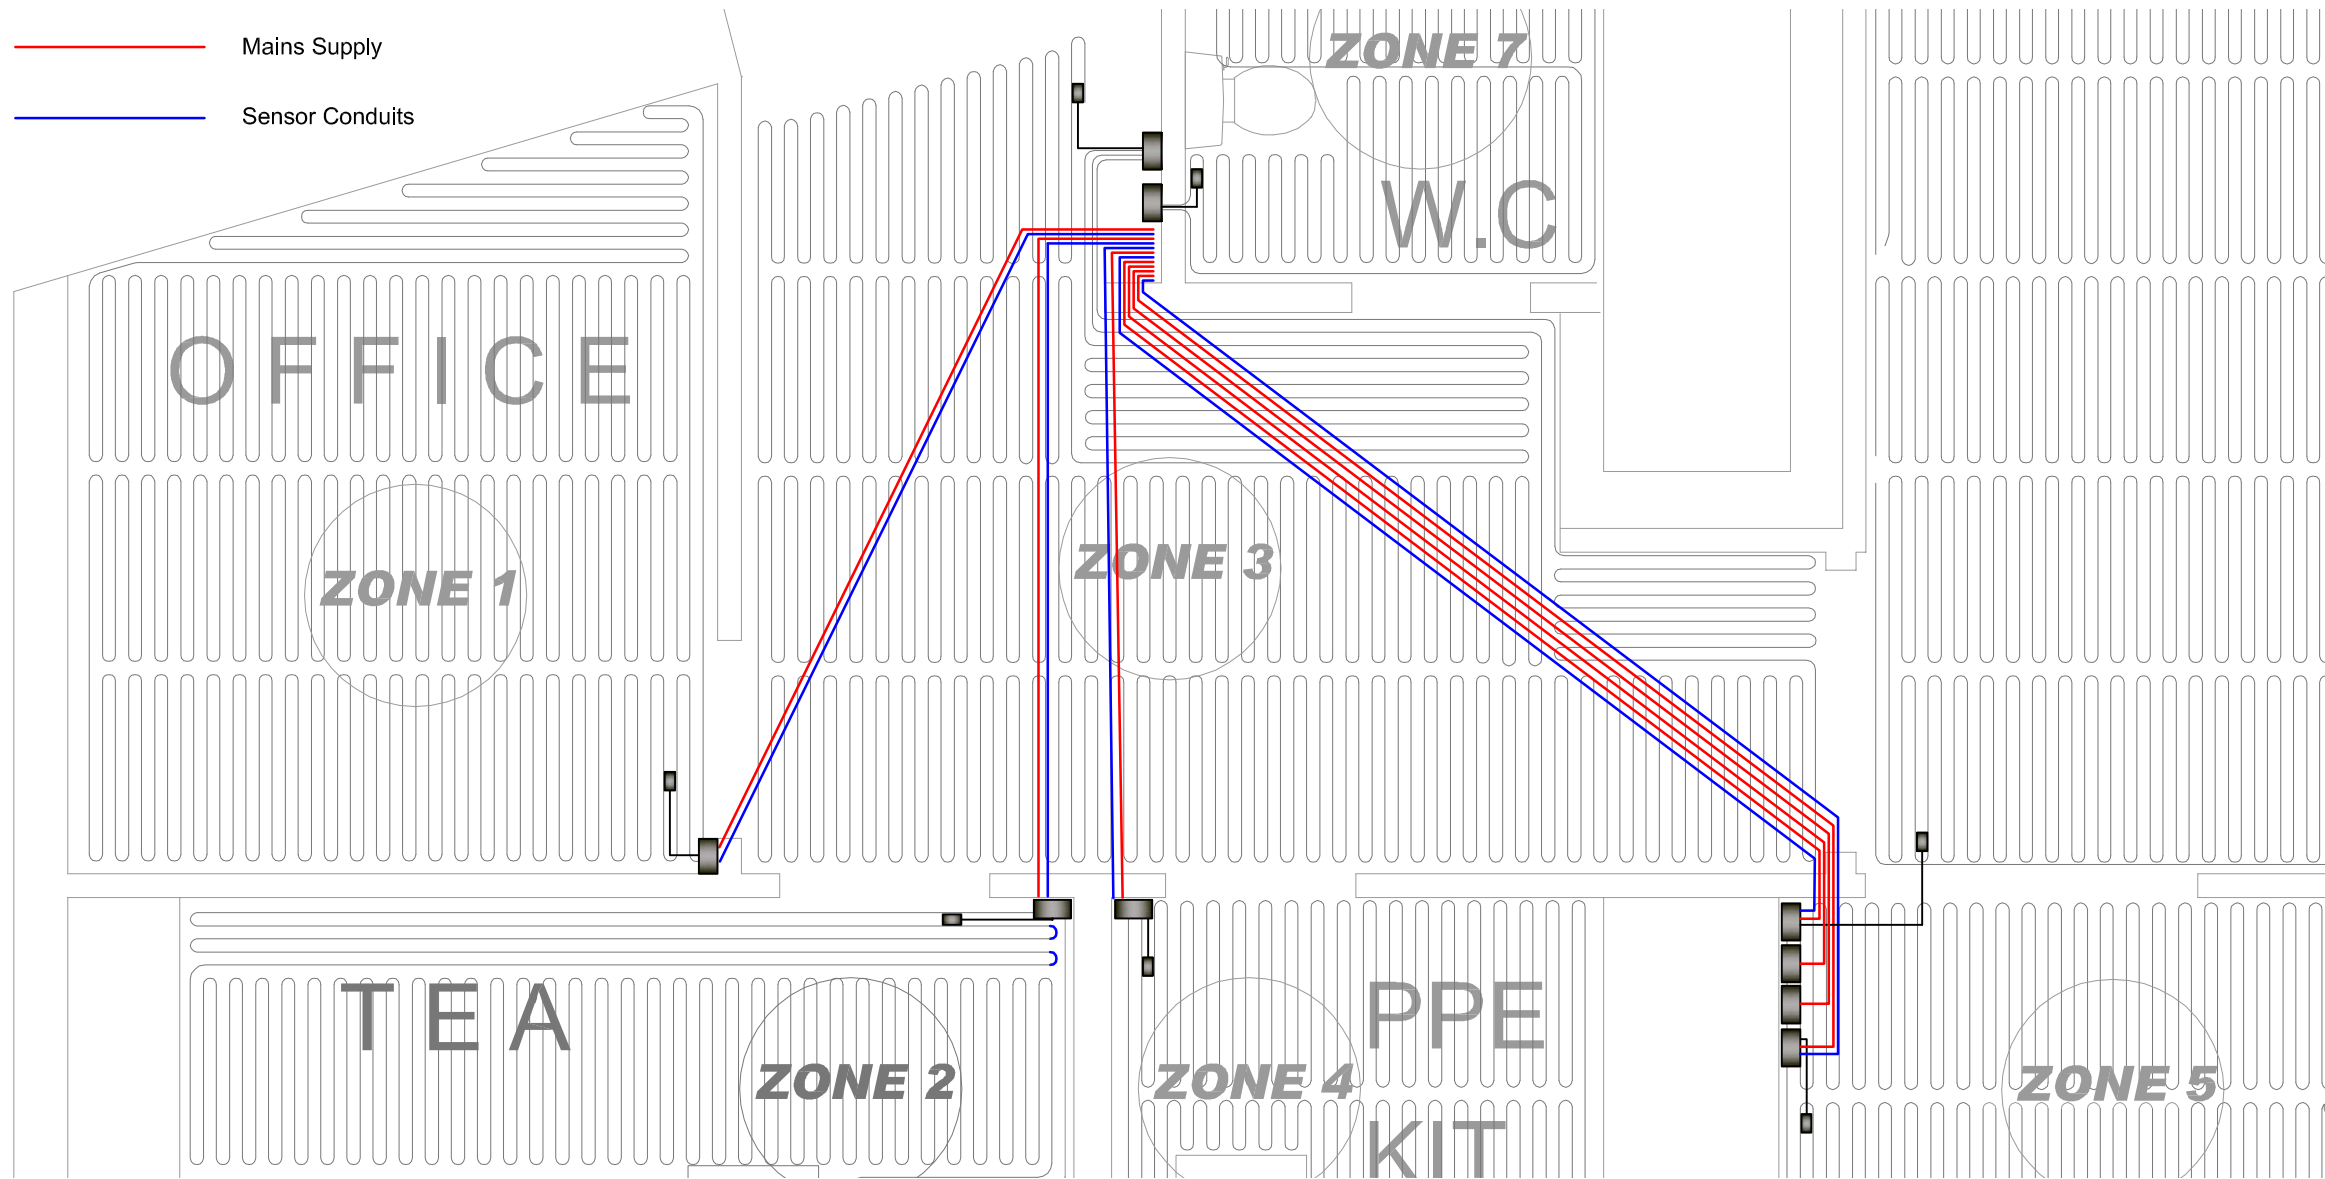 Mains Supply
Sensor Conduits
ZONE 7
W.C
OFFICE
ZONE 1
ZONE 3
TEA
ZONE 2
PPE
ZONE 4
ZONE 5
KIT